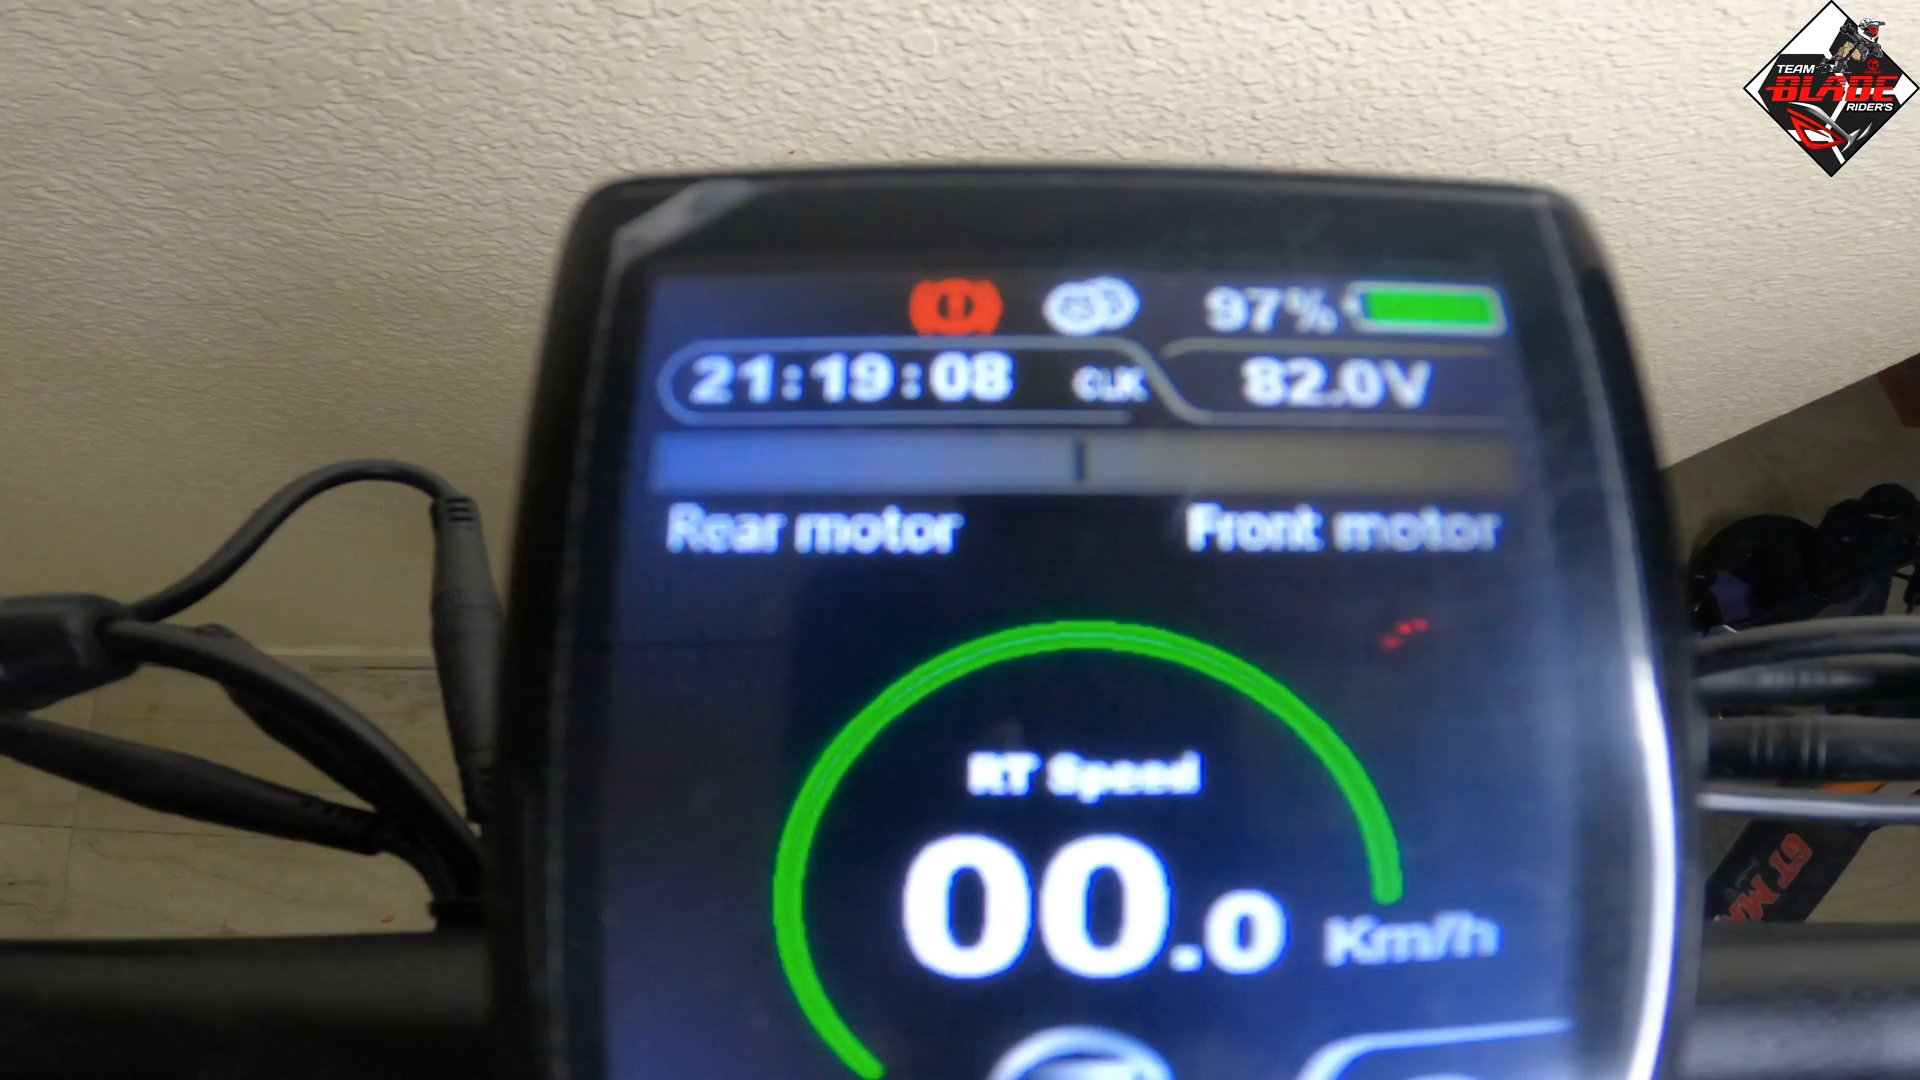 TEAM
BLADE
RIDER'S
97%
21:19:08 CLK 82.0V
Rear motor Front motor
RT Speed
00.0 Km/h
GT